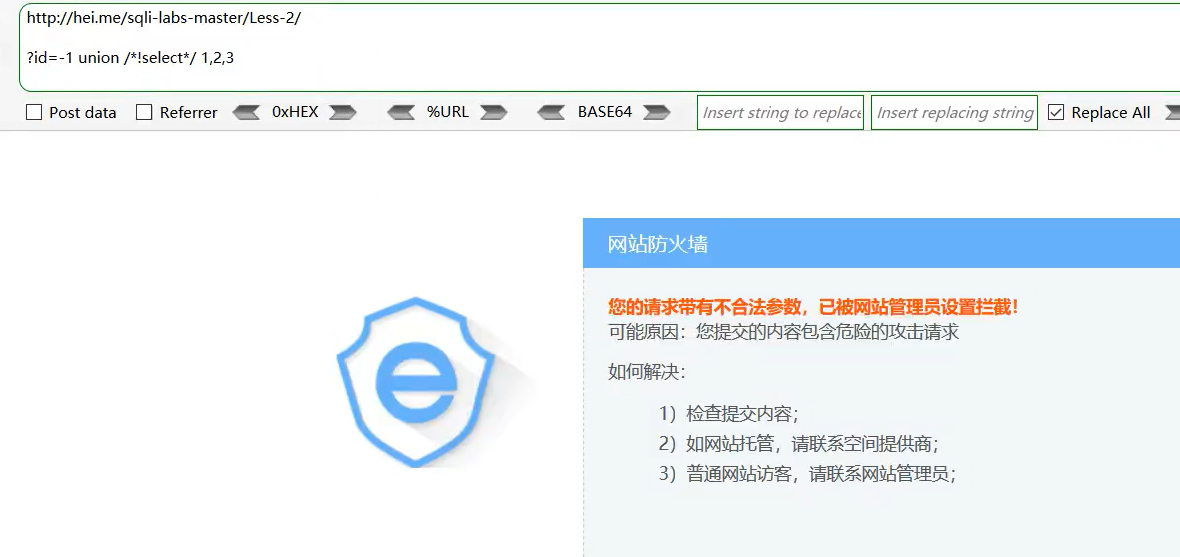 http://hei.me/sqli-labs-master/Less-2/
?id=-1 union /*!select*/ 1,2,3
Post data Referrer 0xHEX %URL BASE64 Insert string to replace Insert replacing string Replace All
网站防火墙
您的请求带有不合法参数，已被网站管理员设置拦截！
可能原因：您提交的内容包含危险的攻击请求
如何解决：
1）检查提交内容；
2）如网站托管，请联系空间提供商；
3）普通网站访客，请联系网站管理员；